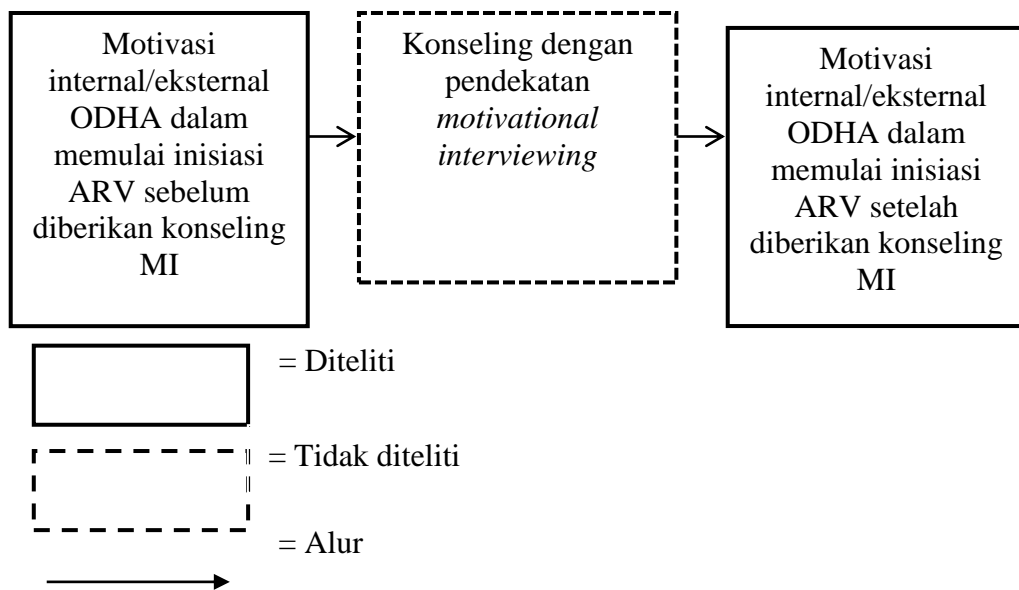 Motivasi
internal/eksternal
ODHA dalam
memulai inisiasi
ARV sebelum
diberikan konseling
MI
Konseling dengan
pendekatan
motivational
interviewing
Motivasi
internal/eksternal
ODHA dalam
memulai inisiasi
ARV setelah
diberikan konseling
MI
= Diteliti
= Tidak diteliti
= Alur